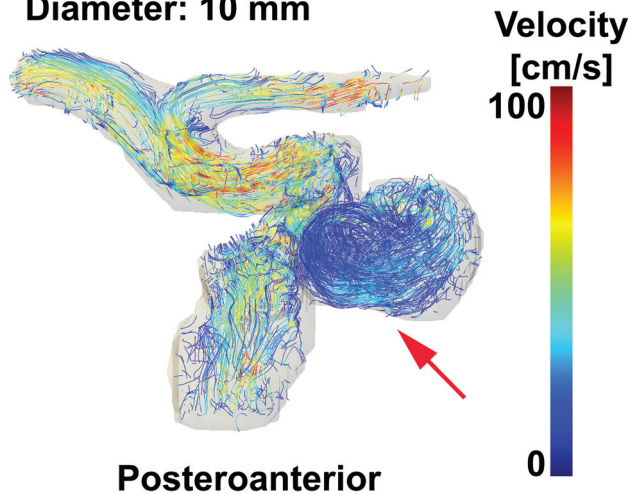 Diameter: 10 mm
Velocity
[cm/s]
100
0
Posteroanterior